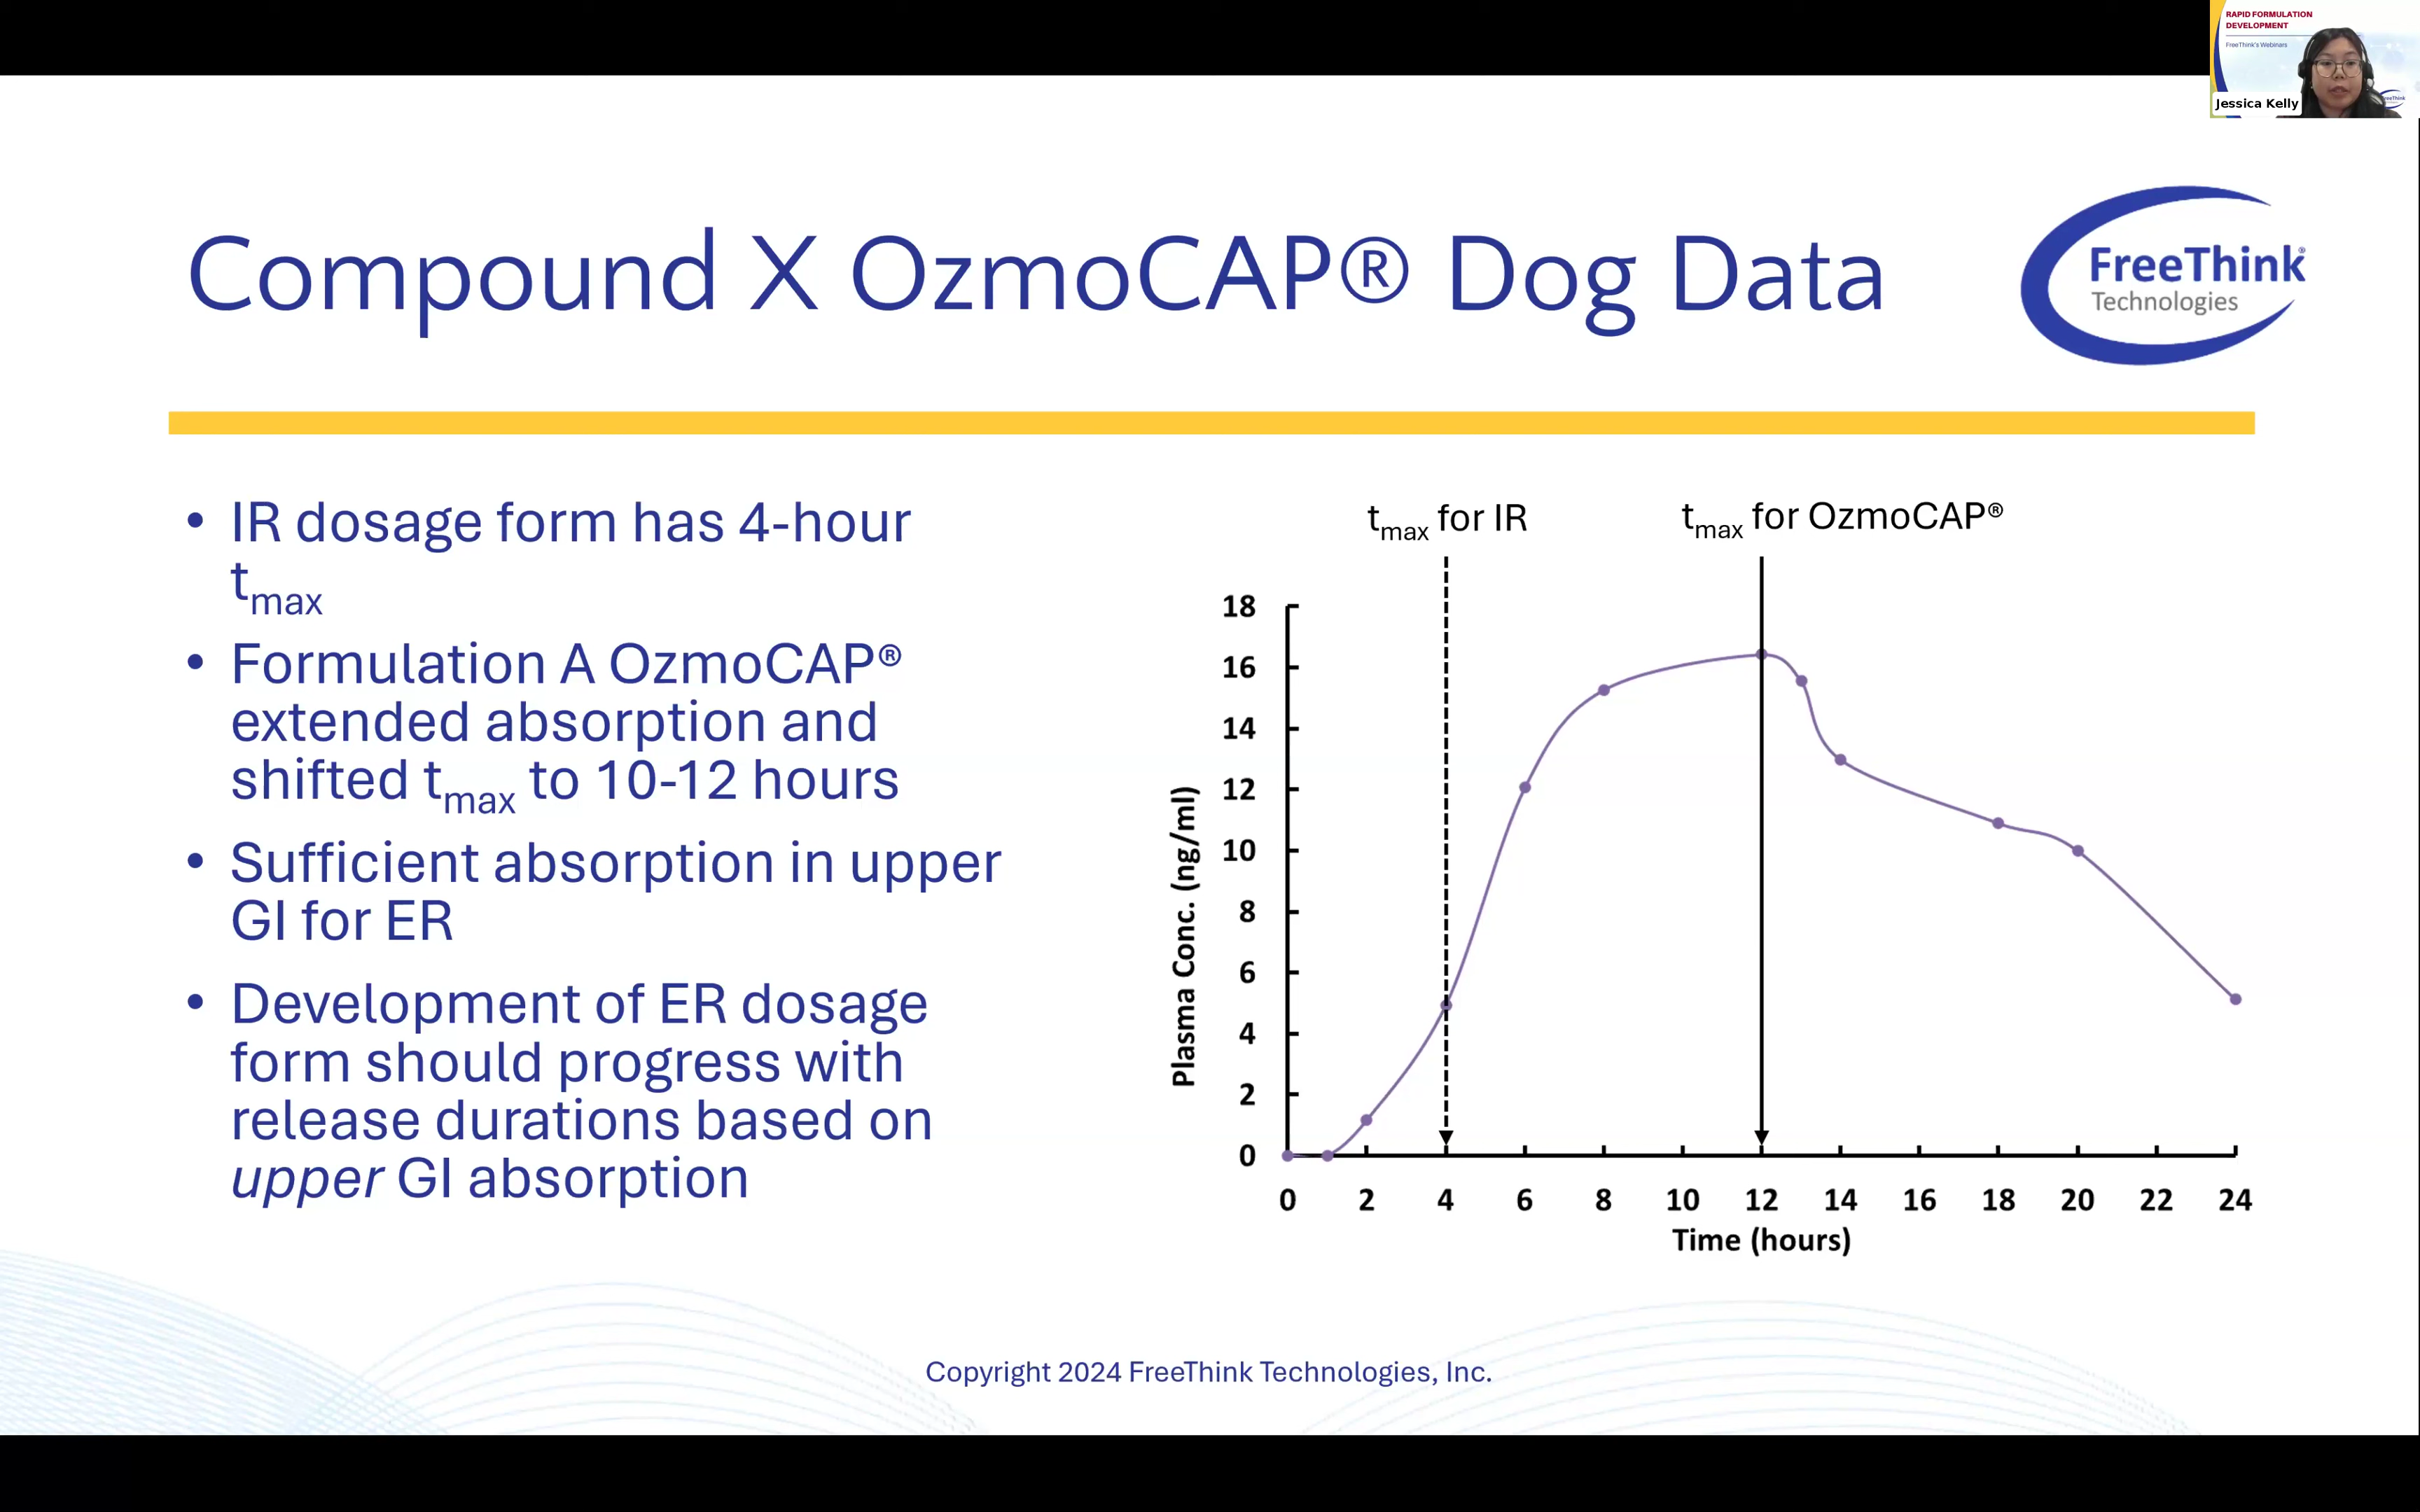 RAPID FORMULATION
DEVELOPMENT
FreeThink's Webinars
Jessica Kelly
Compound X OzmoCAP® Dog Data
FreeThink®
Technologies
• IR dosage form has 4-hour
tmax
• Formulation A OzmoCAP®
extended absorption and
shifted tmax to 10-12 hours
• Sufficient absorption in upper
GI for ER
• Development of ER dosage
form should progress with
release durations based on
upper GI absorption
tmax for IR
tmax for OzmoCAP®
18
16
14
12
10
8
6
4
2
0
Plasma Conc. (ng/ml)
0 2 4 6 8 10 12 14 16 18 20 22 24
Time (hours)
Copyright 2024 FreeThink Technologies, Inc.